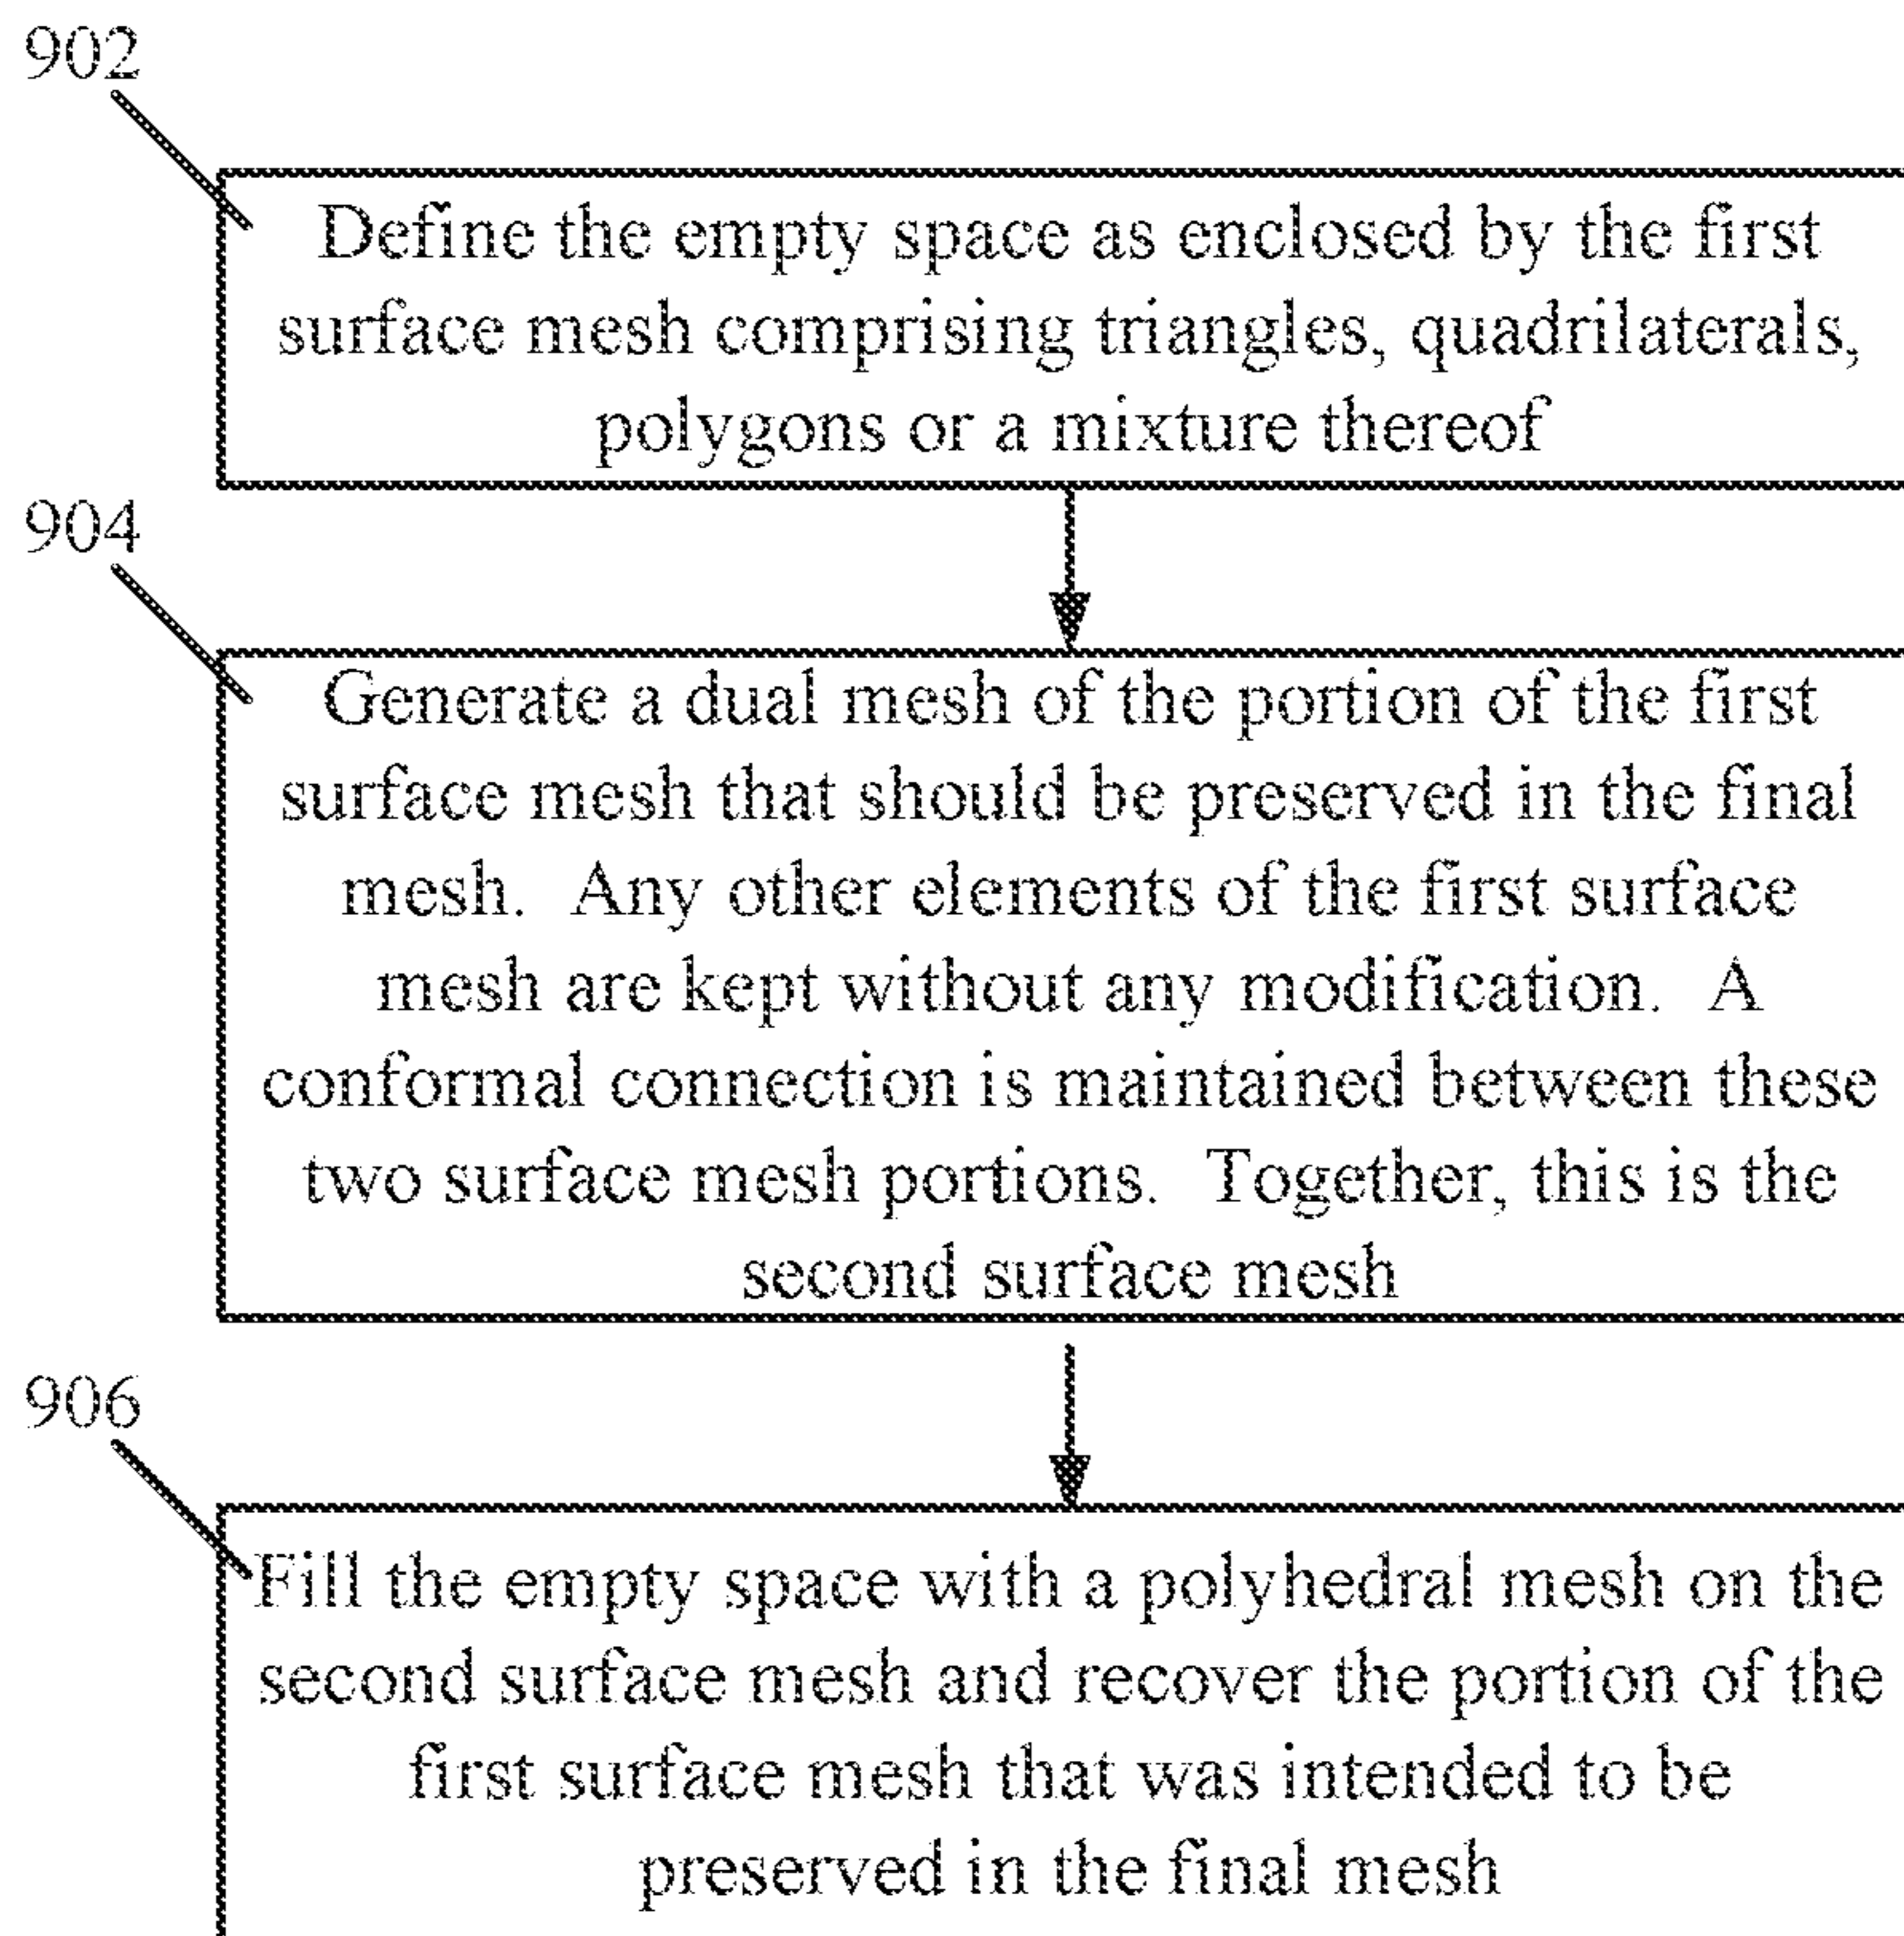 902
Define the empty space as enclosed by the first
surface mesh comprising triangles, quadrilaterals,
polygons or a mixture thereof
904
Generate a dual mesh of the portion of the first
surface mesh that should be preserved in the final
mesh.  Any other elements of the first surface
mesh are kept without any modification.  A
conformal connection is maintained between these
two surface mesh portions.  Together, this is the
second surface mesh
906
Fill the empty space with a polyhedral mesh on the
second surface mesh and recover the portion of the
first surface mesh that was intended to be
preserved in the final mesh